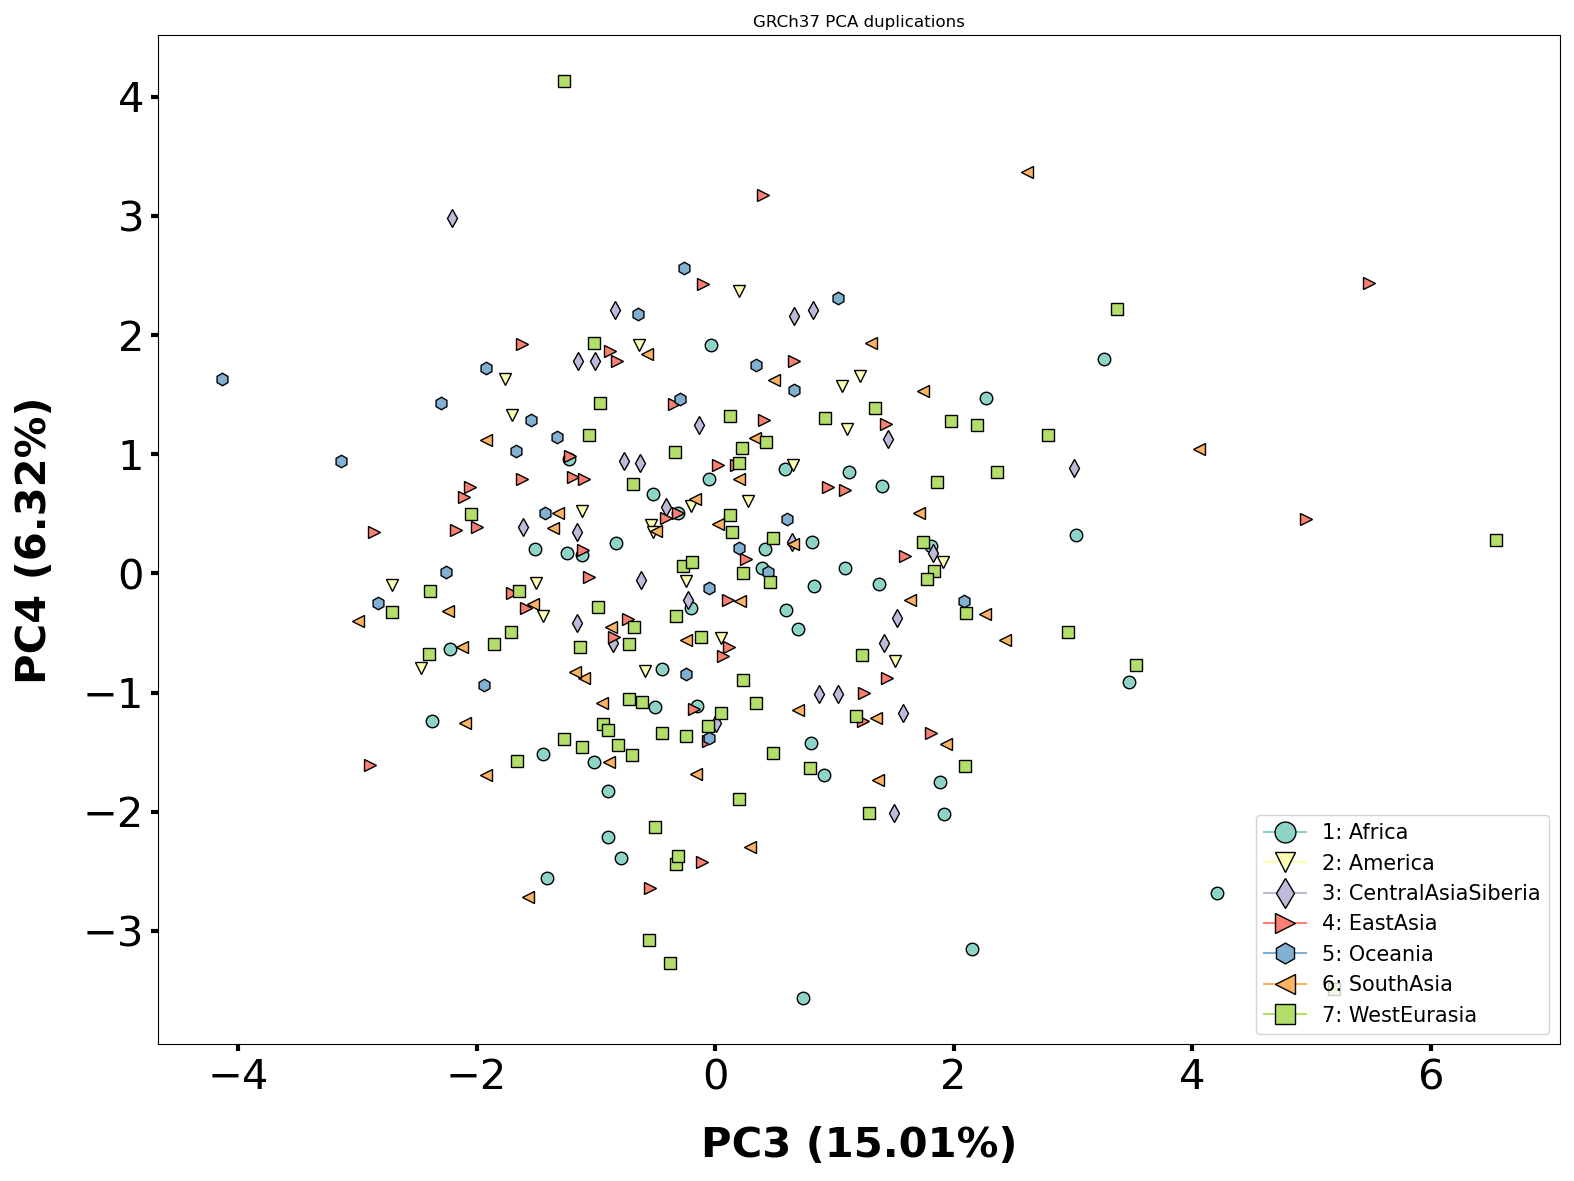 GRCh37 PCA duplications
4
3
2
1
0
−1
−2
−3
PC4 (6.32%)
−4
−2
0
2
4
6
PC3 (15.01%)
1: Africa
2: America
3: CentralAsiaSiberia
4: EastAsia
5: Oceania
6: SouthAsia
7: WestEurasia